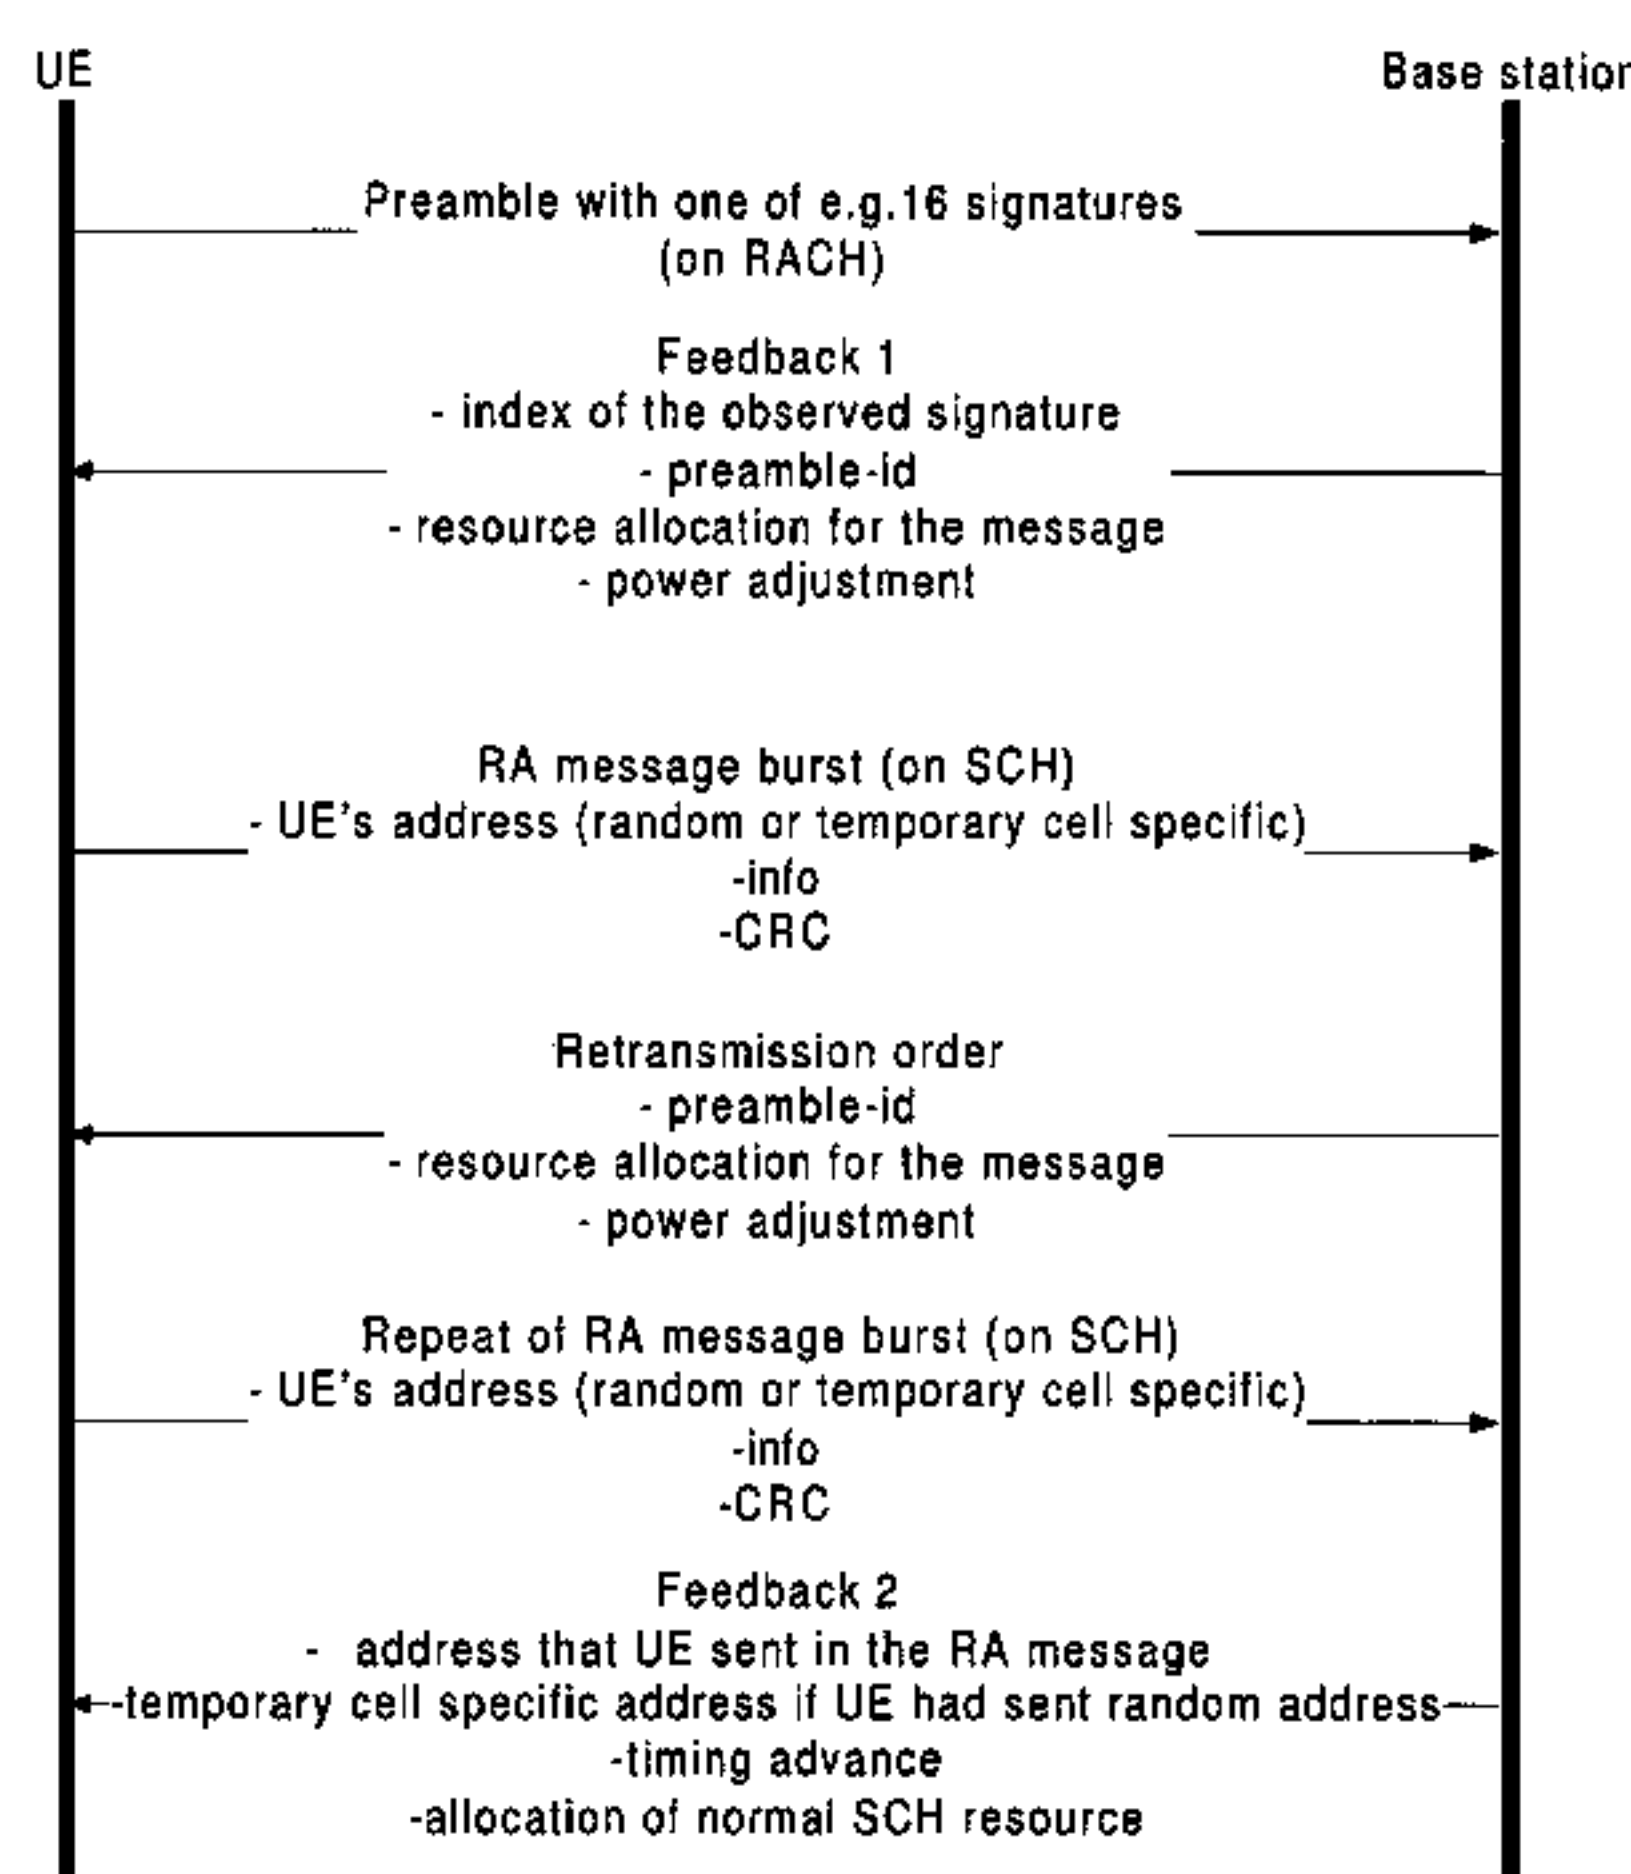 UE
Base station
Preamble with one of e.g.16 signatures
(on RACH)
Feedback 1
- index of the observed signature
- preamble-id
- resource allocation for the message
- power adjustment
RA message burst (on SCH)
- UE's address (random or temporary cell specific)
-info
-CRC
Retransmission order
- preamble-id
- resource allocation for the message
- power adjustment
Repeat of RA message burst (on SCH)
- UE's address (random or temporary cell specific)
-info
-CRC
Feedback 2
- address that UE sent in the RA message
-temporary cell specific address if UE had sent random address
-timing advance
-allocation of normal SCH resource